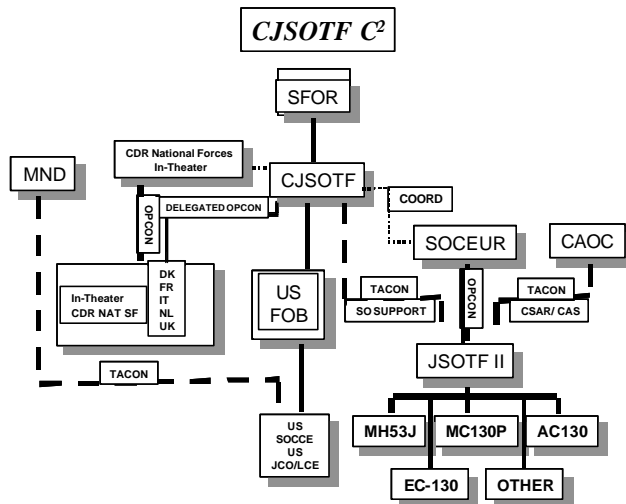 CJSOTF C²
SFOR
CDR National Forces
In-Theater
MND
CJSOTF
OPCON
DELEGATED OPCON
COORD
SOCEUR
CAOC
In-Theater
CDR NAT SF
DK
FR
IT
NL
UK
US
FOB
TACON
SO SUPPORT
OPCON
TACON
CSAR/ CAS
JSOTF II
TACON
US
SOCCE
US
JCO/LCE
MH53J
MC130P
AC130
EC-130
OTHER